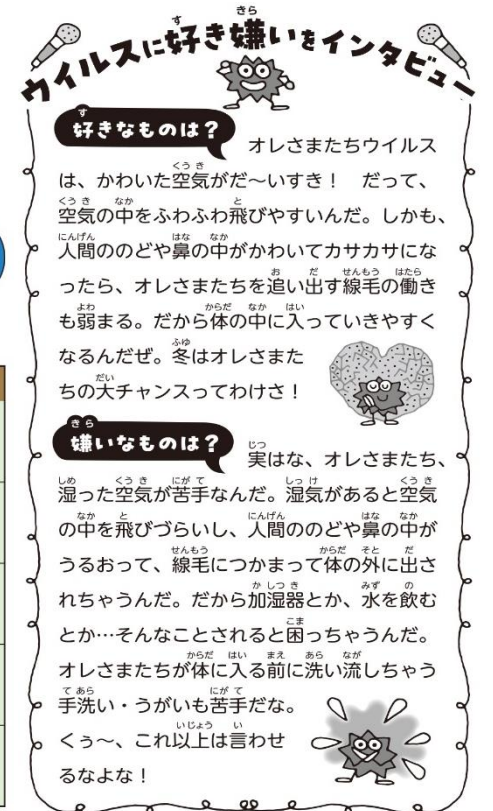 ウイルスに好き嫌いをインタビュー
好きなものは？
オレさまたちウイルス
は、かわいた空気がだ〜いすき！　だって、
空気の中をふわふわ飛びやすいんだ。しかも、
人間ののどや鼻の中がかわいてカサカサにな
ったら、オレさまたちを追い出す線毛の働き
も弱まる。だから体の中に入っていきやすく
なるんだぜ。冬はオレさまた
ちの大チャンスってわけさ！
嫌いなものは？
実はな、オレさまたち、
湿った空気が苦手なんだ。湿気があると空気
の中を飛びづらいし、人間ののどや鼻の中が
うるおって、線毛につかまって体の外に出さ
れちゃうんだ。だから加湿器とか、水を飲む
とか…そんなことされると困っちゃうんだ。
オレさまたちが体に入る前に洗い流しちゃう
手洗い・うがいも苦手だな。
くぅ〜、これ以上は言わせ
るなよな！